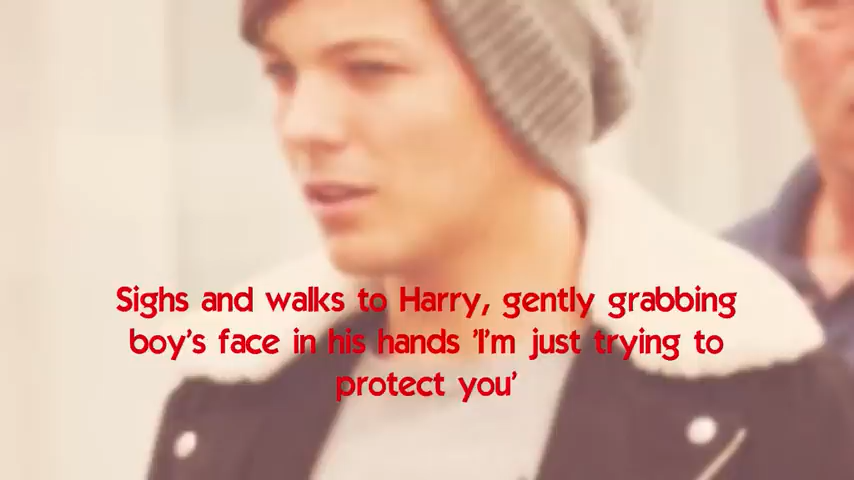 Sighs and walks to Harry, gently grabbing
boy's face in his hands 'I'm just trying to
protect you'